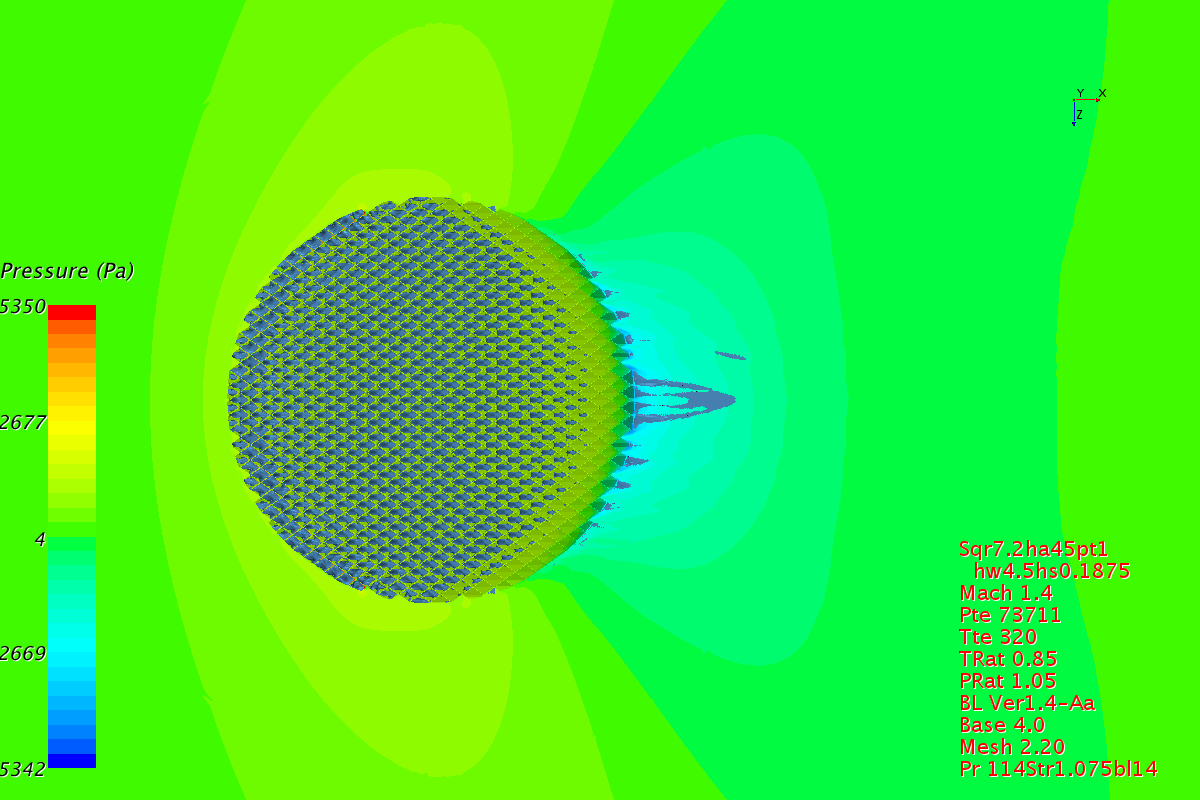 Y X
Z
Pressure (Pa)
5350
2677
4
2669
5342
Sqr7.2ha45pt1
hw4.5hs0.1875
Mach 1.4
Pte 73711
Tte 320
TRat 0.85
PRat 1.05
BL Ver1.4-Aa
Base 4.0
Mesh 2.20
Pr 114Str1.075bl14